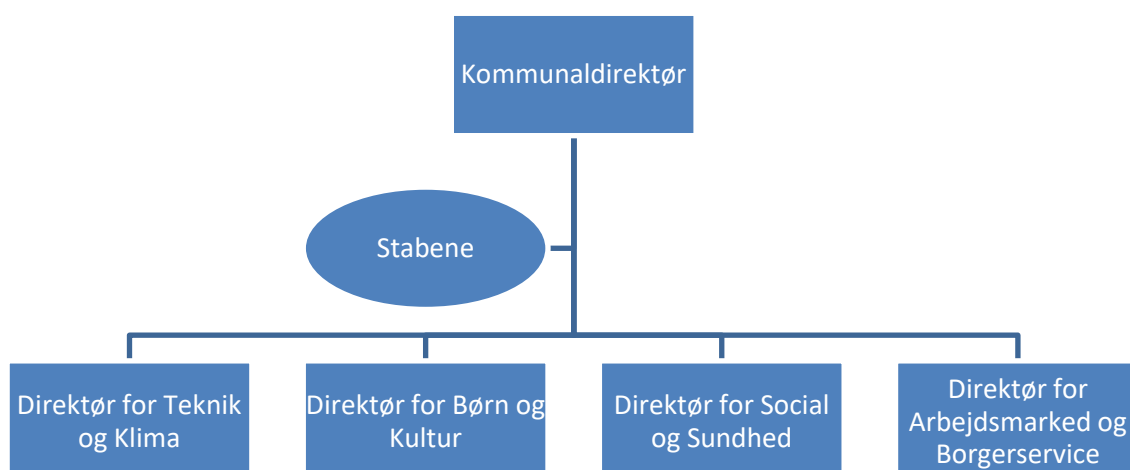 Kommunaldirektør
Stabene
Direktør for Teknik
og Klima
Direktør for Børn og
Kultur
Direktør for Social
og Sundhed
Direktør for
Arbejdsmarked og
Borgerservice